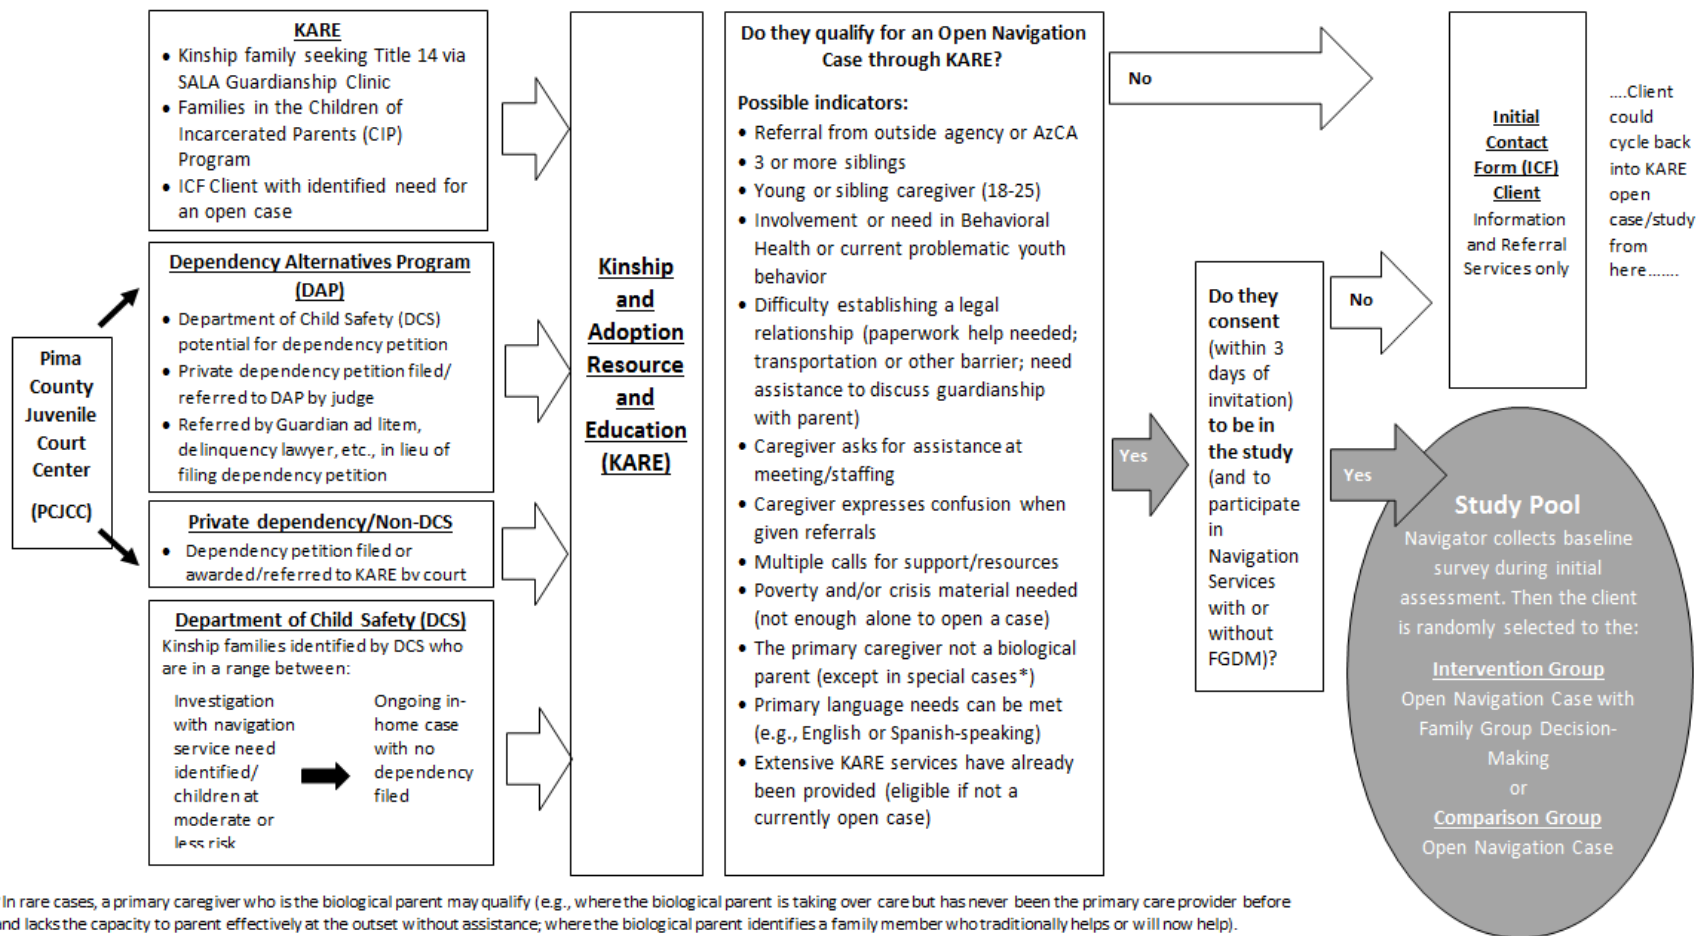 KARE
• Kinship family seeking Title 14 via
SALA Guardianship Clinic
• Families in the Children of
Incarcerated Parents (CIP)
Program
• ICF Client with identified need for
an open case
Dependency Alternatives Program
(DAP)
• Department of Child Safety (DCS)
potential for dependency petition
• Private dependency petition filed/
referred to DAP by judge
• Referred by Guardian ad litem,
delinquency lawyer, etc., in lieu of
filing dependency petition
Pima
County
Juvenile
Court
Center
(PCJCC)
Private dependency/Non-DCS
• Dependency petition filed or
awarded/referred to KARE by court
Department of Child Safety (DCS)
Kinship families identified by DCS who
are in a range between:
Investigation
with navigation
service need
identified/
children at
moderate or
less risk
Ongoing in-
home case
with no
dependency
filed
Kinship
and
Adoption
Resource
and
Education
(KARE)
Do they qualify for an Open Navigation
Case through KARE?
Possible indicators:
• Referral from outside agency or AzCA
• 3 or more siblings
• Young or sibling caregiver (18-25)
• Involvement or need in Behavioral
Health or current problematic youth
behavior
• Difficulty establishing a legal
relationship (paperwork help needed;
transportation or other barrier; need
assistance to discuss guardianship
with parent)
• Caregiver asks for assistance at
meeting/staffing
• Caregiver expresses confusion when
given referrals
• Multiple calls for support/resources
• Poverty and/or crisis material needed
(not enough alone to open a case)
• The primary caregiver not a biological
parent (except in special cases*)
• Primary language needs can be met
(e.g., English or Spanish-speaking)
• Extensive KARE services have already
been provided (eligible if not a
currently open case)
No
Yes
Do they
consent
(within 3
days of
invitation)
to be in
the study
(and to
participate
in
Navigation
Services
with or
without
FGDM)?
No
Yes
Initial
Contact
Form (ICF)
Client
Information
and Referral
Services only
....Client
could
cycle back
into KARE
open
case/study
from
here.......
Study Pool
Navigator collects baseline
survey during initial
assessment. Then the client
is randomly selected to the:
Intervention Group
Open Navigation Case with
Family Group Decision-
Making
or
Comparison Group
Open Navigation Case
In rare cases, a primary caregiver who is the biological parent may qualify (e.g., where the biological parent is taking over care but has never been the primary care provider before
and lacks the capacity to parent effectively at the outset without assistance; where the biological parent identifies a family member who traditionally helps or will now help).